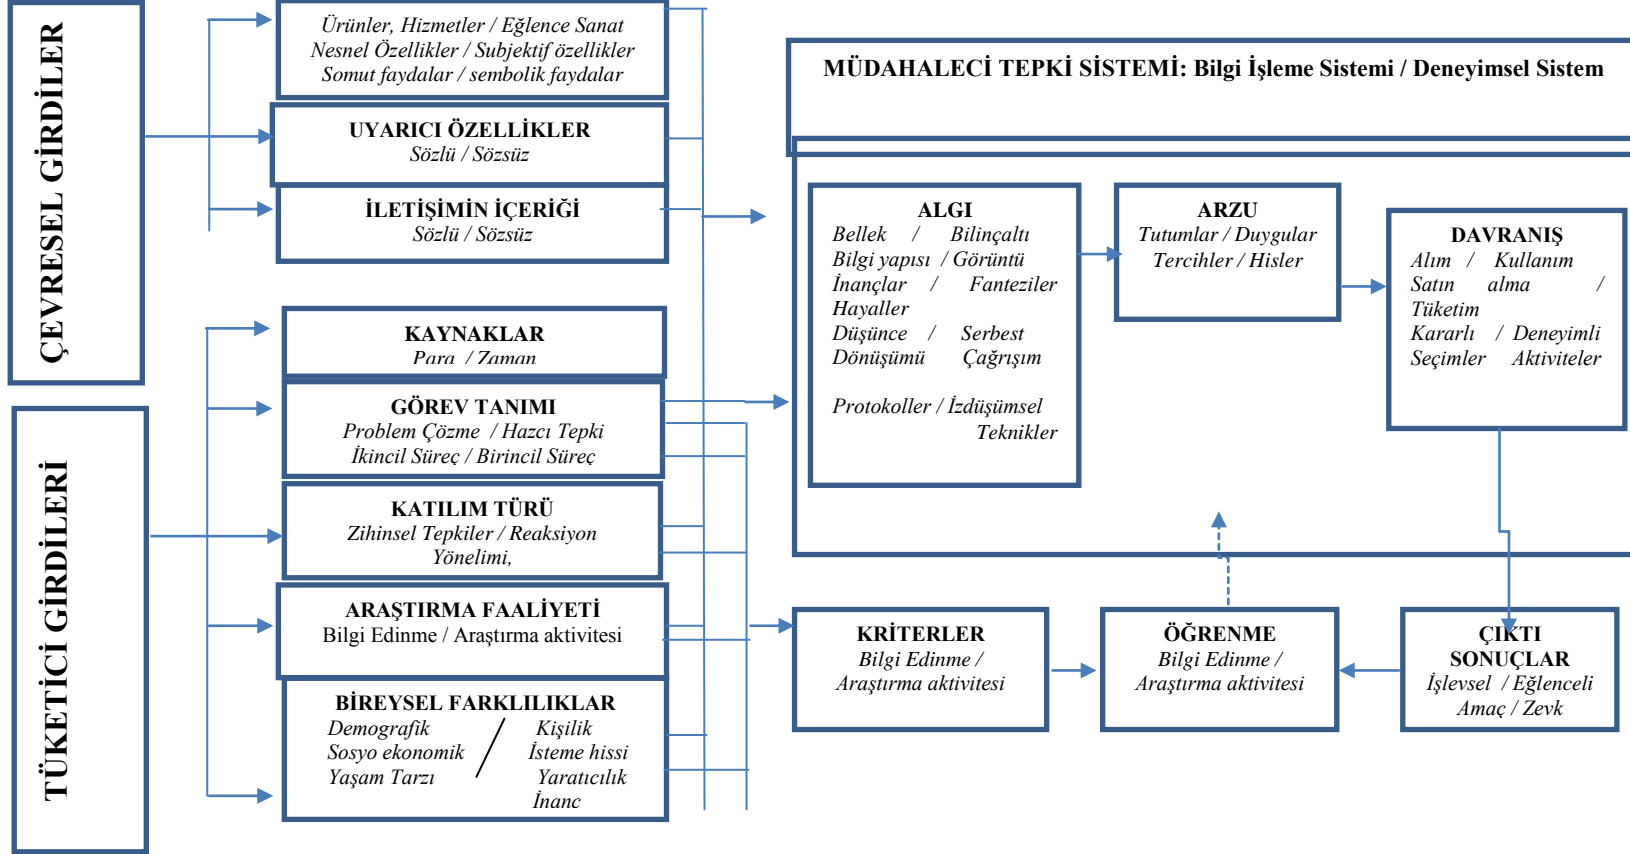 ÇEVRESEL GİRDİLER
Ürünler, Hizmetler / Eğlence Sanat
Nesnel Özellikler / Subjektif özellikler
Somut faydalar / sembolik faydalar
UYARICI ÖZELLİKLER
Sözlü / Sözsüz
İLETİŞİMİN İÇERİĞİ
Sözlü / Sözsüz
TÜKETİCİ GİRDİLERİ
KAYNAKLAR
Para / Zaman
GÖREV TANIMI
Problem Çözme / Hazcı Tepki
İkincil Süreç / Birincil Süreç
KATILIM TÜRÜ
Zihinsel Tepkiler / Reaksiyon
Yönelimi,
ARAŞTIRMA FAALİYETİ
Bilgi Edinme / Araştırma aktivitesi
BİREYSEL FARKLILIKLAR
Demografik / Kişilik
Sosyo ekonomik İsteme hissi
Yaşam Tarzı Yaratıcılık
İnanc
MÜDAHALECİ TEPKİ SİSTEMİ: Bilgi İşleme Sistemi / Deneyimsel Sistem
ALGI
Bellek / Bilinçaltı
Bilgi yapısı / Görüntü
İnançlar / Fanteziler
Hayaller
Düşünce / Serbest
Dönüşümü Çağrışım
Protokoller / İzdüşümsel
Teknikler
ARZU
Tutumlar / Duygular
Tercihler / Hisler
DAVRANIŞ
Alım / Kullanım
Satın alma /
Tüketim
Kararlı / Deneyimli
Seçimler Aktiviteler
KRİTERLER
Bilgi Edinme /
Araştırma aktivitesi
ÖĞRENME
Bilgi Edinme /
Araştırma aktivitesi
ÇIKTI
SONUÇLAR
İşlevsel / Eğlenceli
Amaç / Zevk